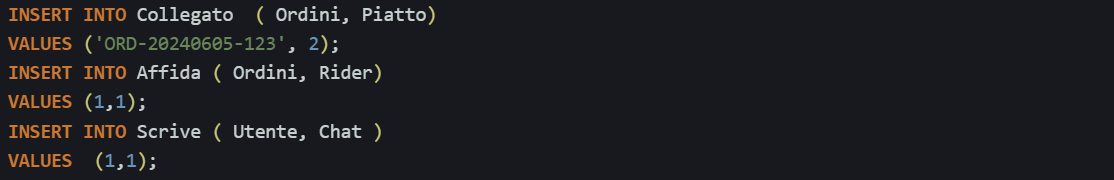 INSERT INTO Collegato  ( Ordini, Piatto)
VALUES ('ORD-20240605-123', 2);
INSERT INTO Affida ( Ordini, Rider)
VALUES (1,1);
INSERT INTO Scrive ( Utente, Chat )
VALUES  (1,1);